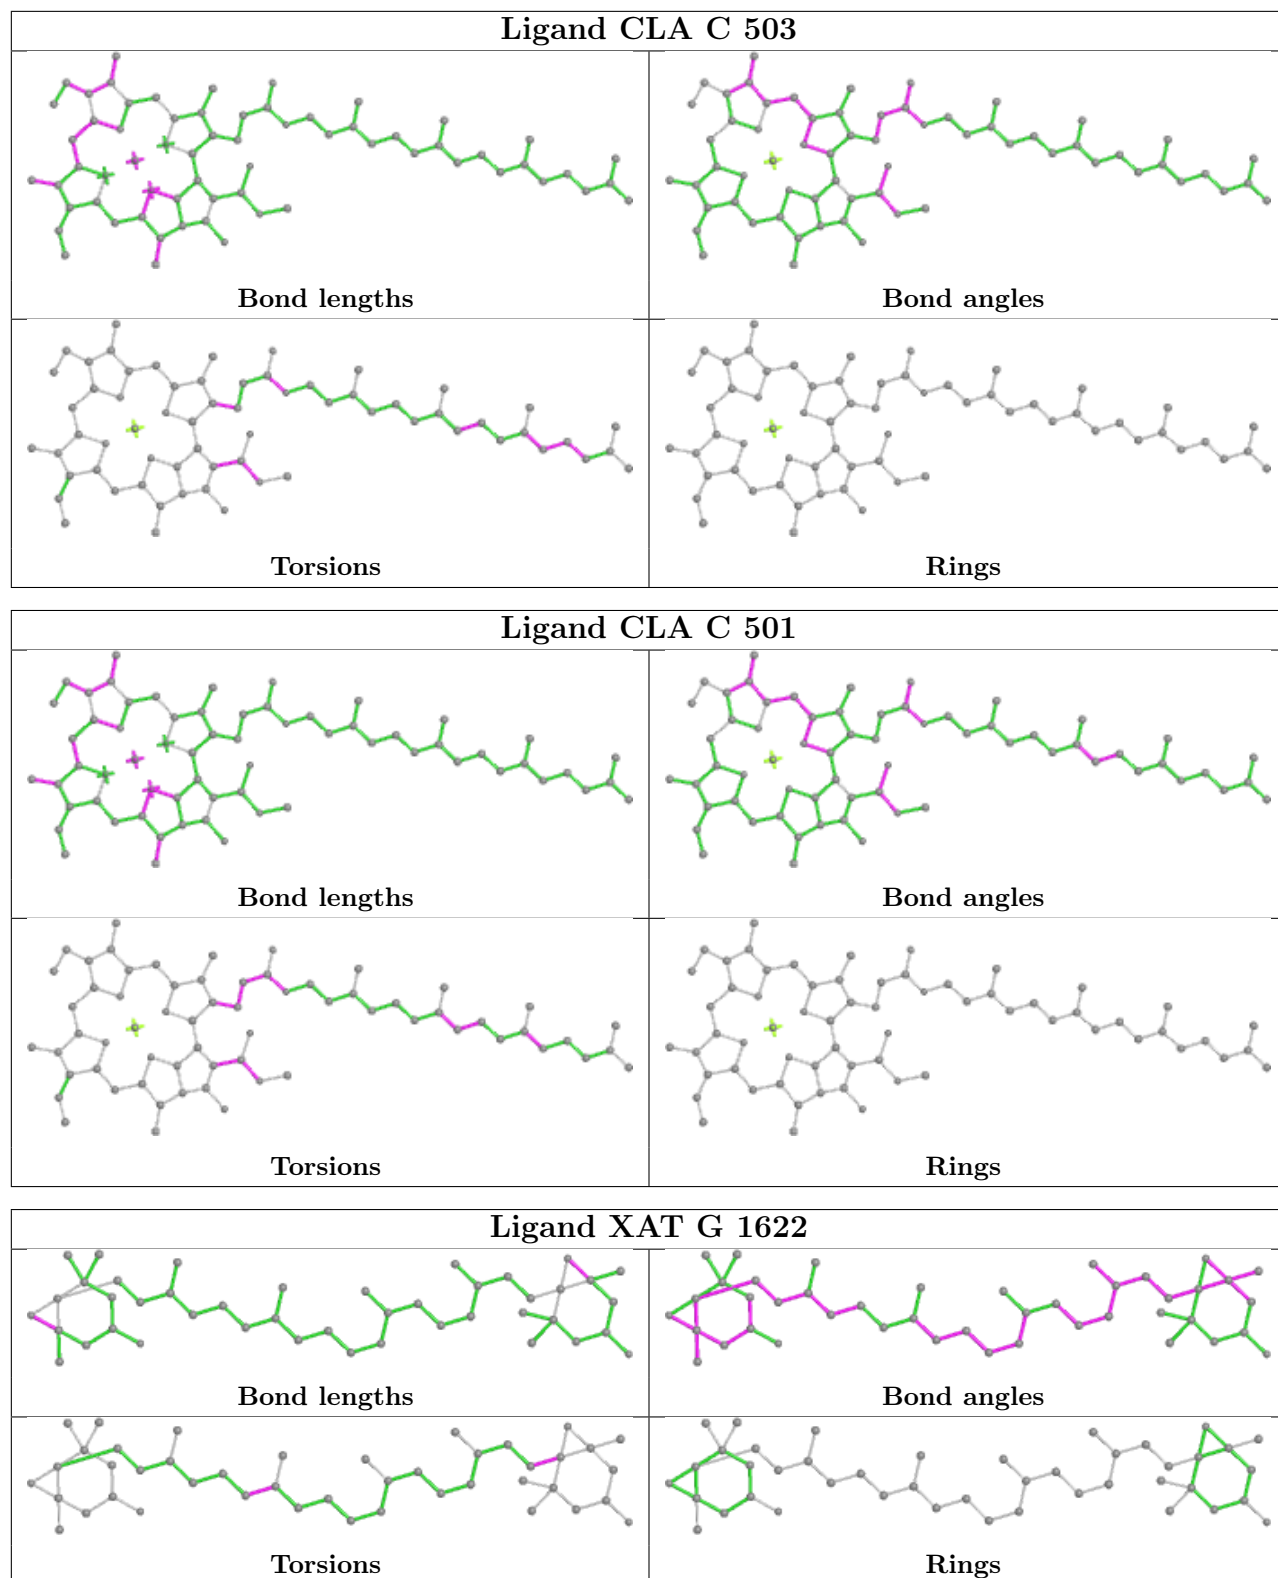 Ligand CLA C 503
Bond lengths
Bond angles
Torsions
Rings
Ligand CLA C 501
Bond lengths
Bond angles
Torsions
Rings
Ligand XAT G 1622
Bond lengths
Bond angles
Torsions
Rings